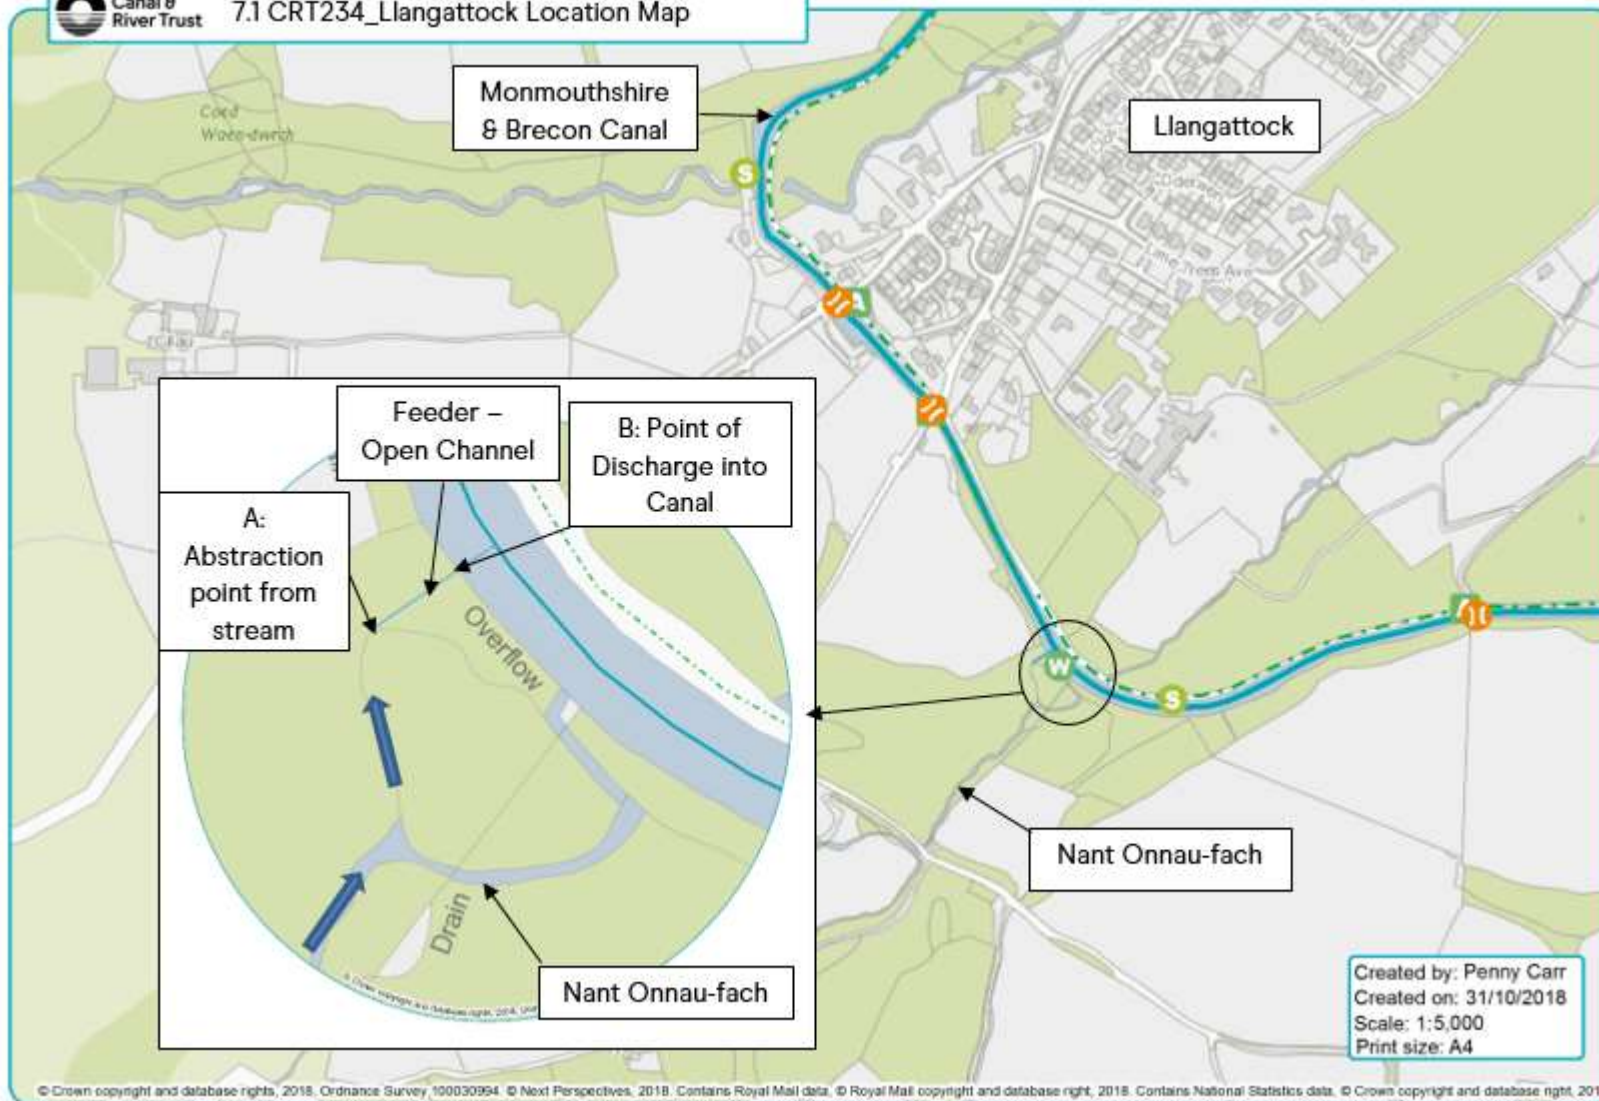 Canal &
River Trust
7.1 CRT234_Llangattock Location Map
Coed
Monmouthshire
& Brecon Canal
Llangattock
S
A
Lime Trees Ave
Feeder –
Open Channel
B: Point of
Discharge into
Canal
A:
Abstraction
point from
stream
Overflow
W
S
Nant Onnau-fach
Drain
Nant Onnau-fach
Created by: Penny Carr
Created on: 31/10/2018
Scale: 1:5,000
Print size: A4
© Crown copyright and database rights, 2018, Ordnance Survey,100030994. © Next Perspectives, 2018. Contains Royal Mail data, © Royal Mail copyright and database right, 2018. Contains National Statistics data, © Crown copyright and database right,